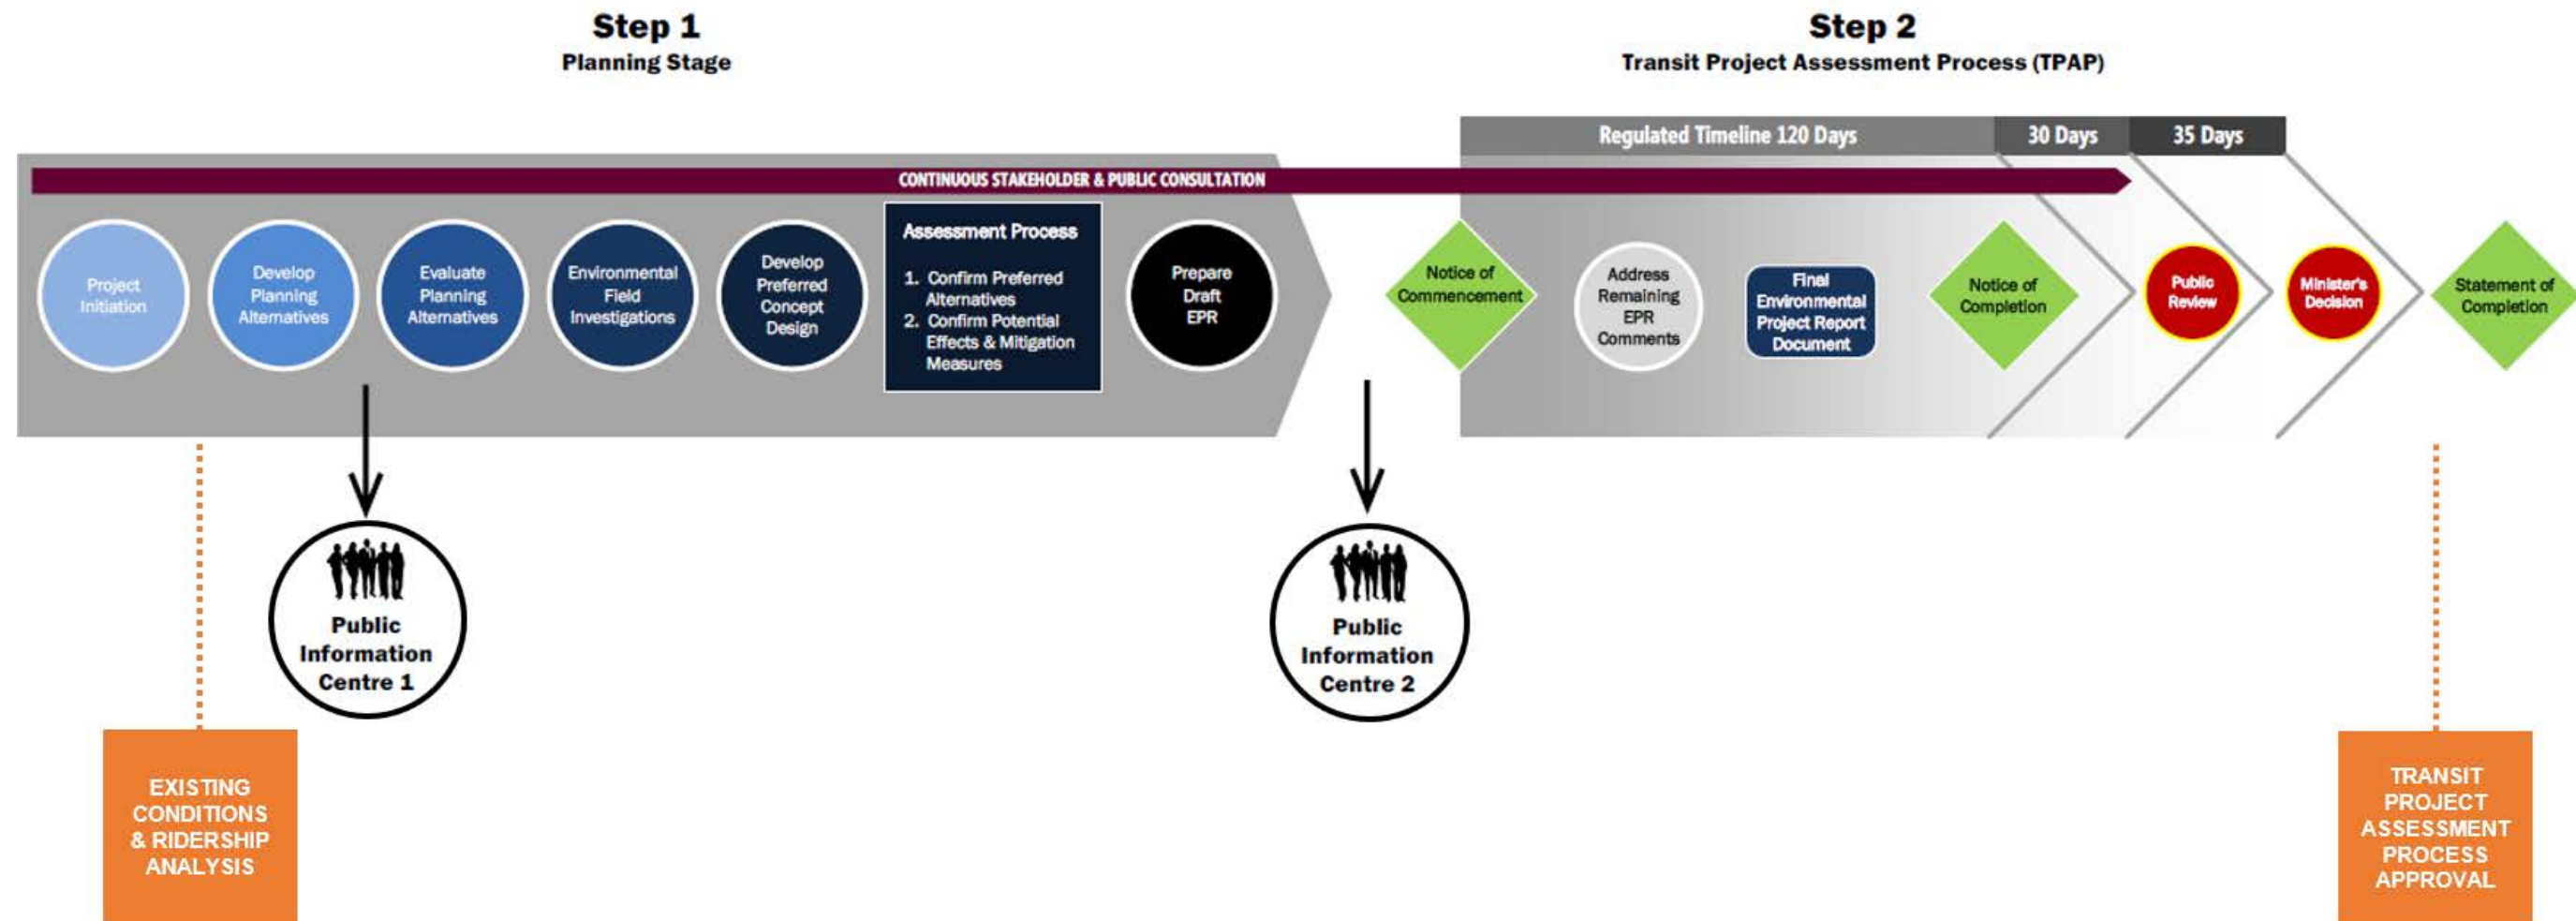 Step 1
Planning Stage
Step 2
Transit Project Assessment Process (TPAP)
Regulated Timeline 120 Days
30 Days
35 Days
CONTINUOUS STAKEHOLDER & PUBLIC CONSULTATION
Project
Initiation
Develop
Planning
Alternatives
Evaluate
Planning
Alternatives
Environmental
Field
Investigations
Develop
Preferred
Concept
Design
Assessment Process
1. Confirm Preferred
Alternatives
2. Confirm Potential
Effects & Mitigation
Measures
Prepare
Draft
EPR
Notice of
Commencement
Address
Remaining
EPR
Comments
Final
Environmental
Project Report
Document
Notice of
Completion
Public
Review
Minister's
Decision
Statement of
Completion
Public
Information
Centre 1
Public
Information
Centre 2
EXISTING
CONDITIONS
& RIDERSHIP
ANALYSIS
TRANSIT
PROJECT
ASSESSMENT
PROCESS
APPROVAL